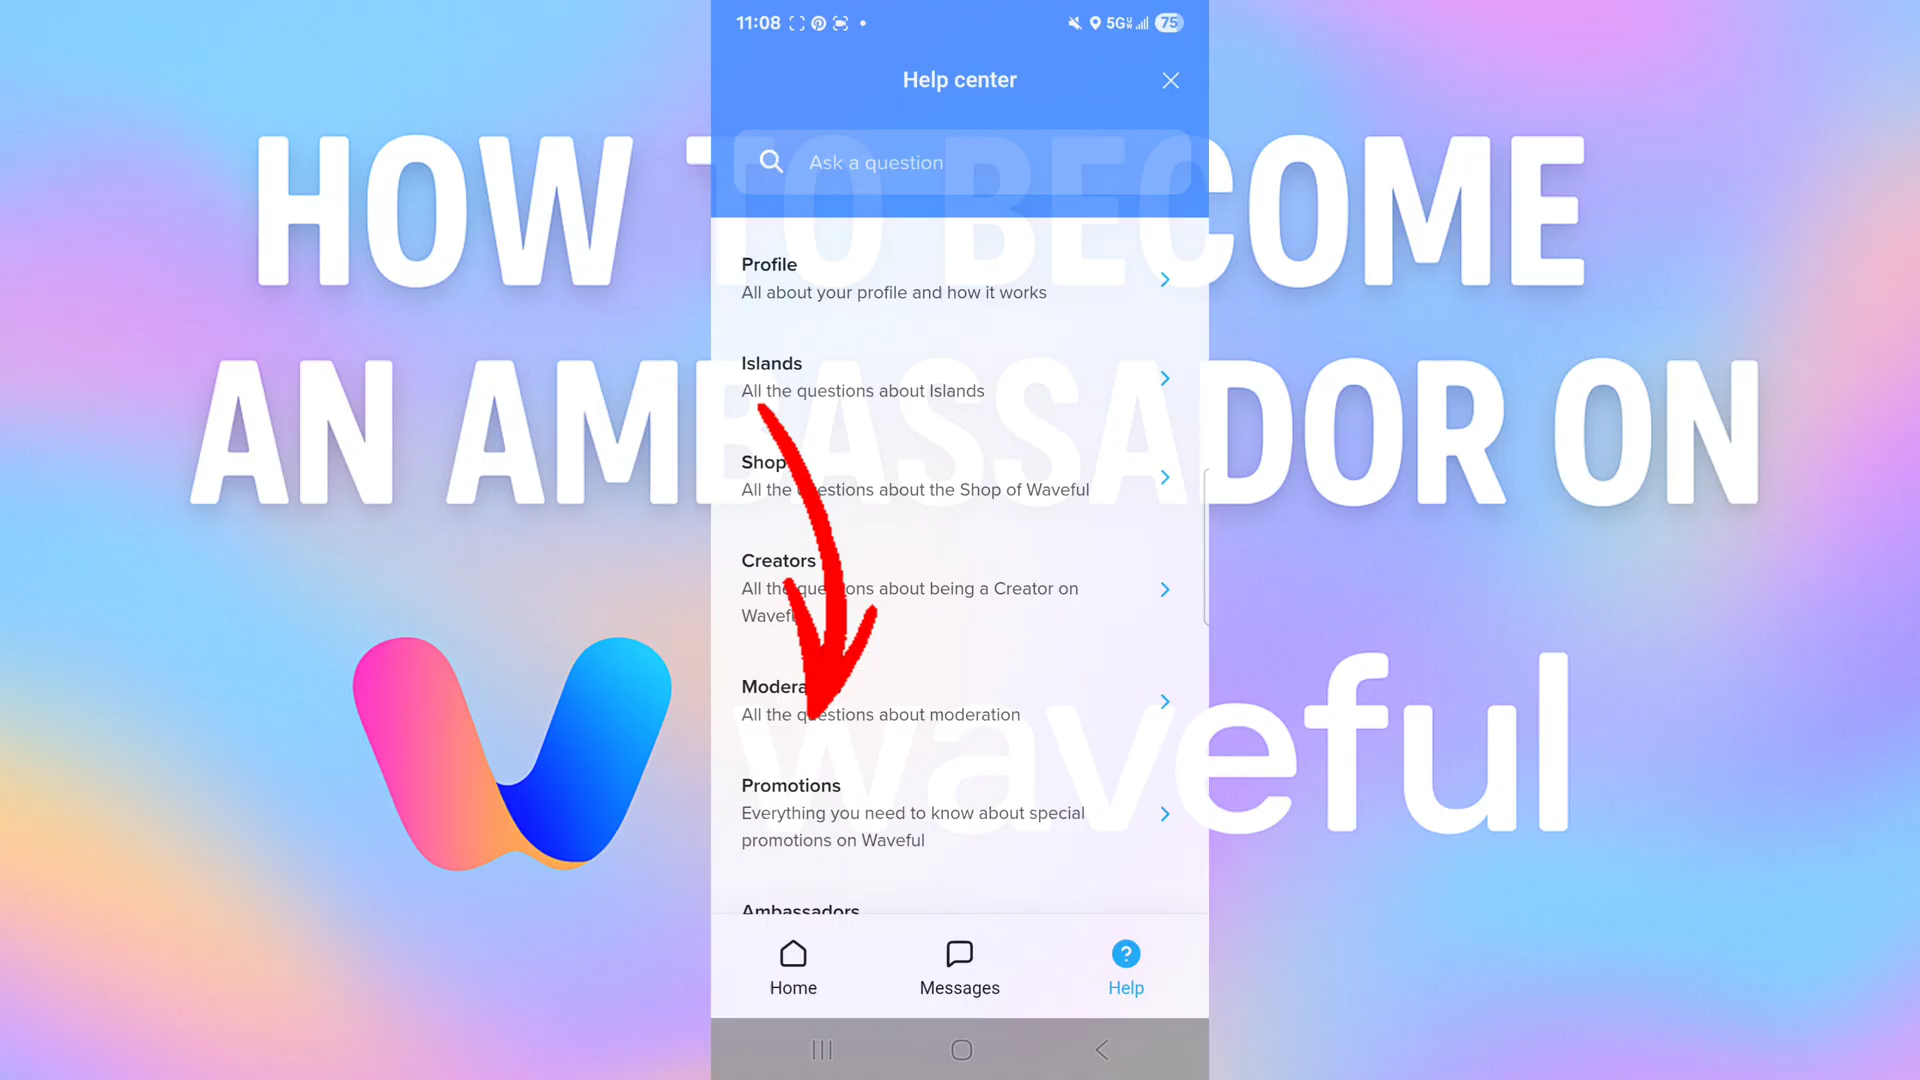 11:08
5G
75
Help center
HOW TO BECOME
Ask a question
Profile
All about your profile and how it works
Islands
All the questions about Islands
AN AMBASSADOR ON
Shop
All the questions about the Shop of Waveful
Creators
All the questions about being a Creator on
Waveful
Modera
All the questions about moderation
waveful
Promotions
Everything you need to know about special
promotions on Waveful
Ambassadors
Home
Messages
Help